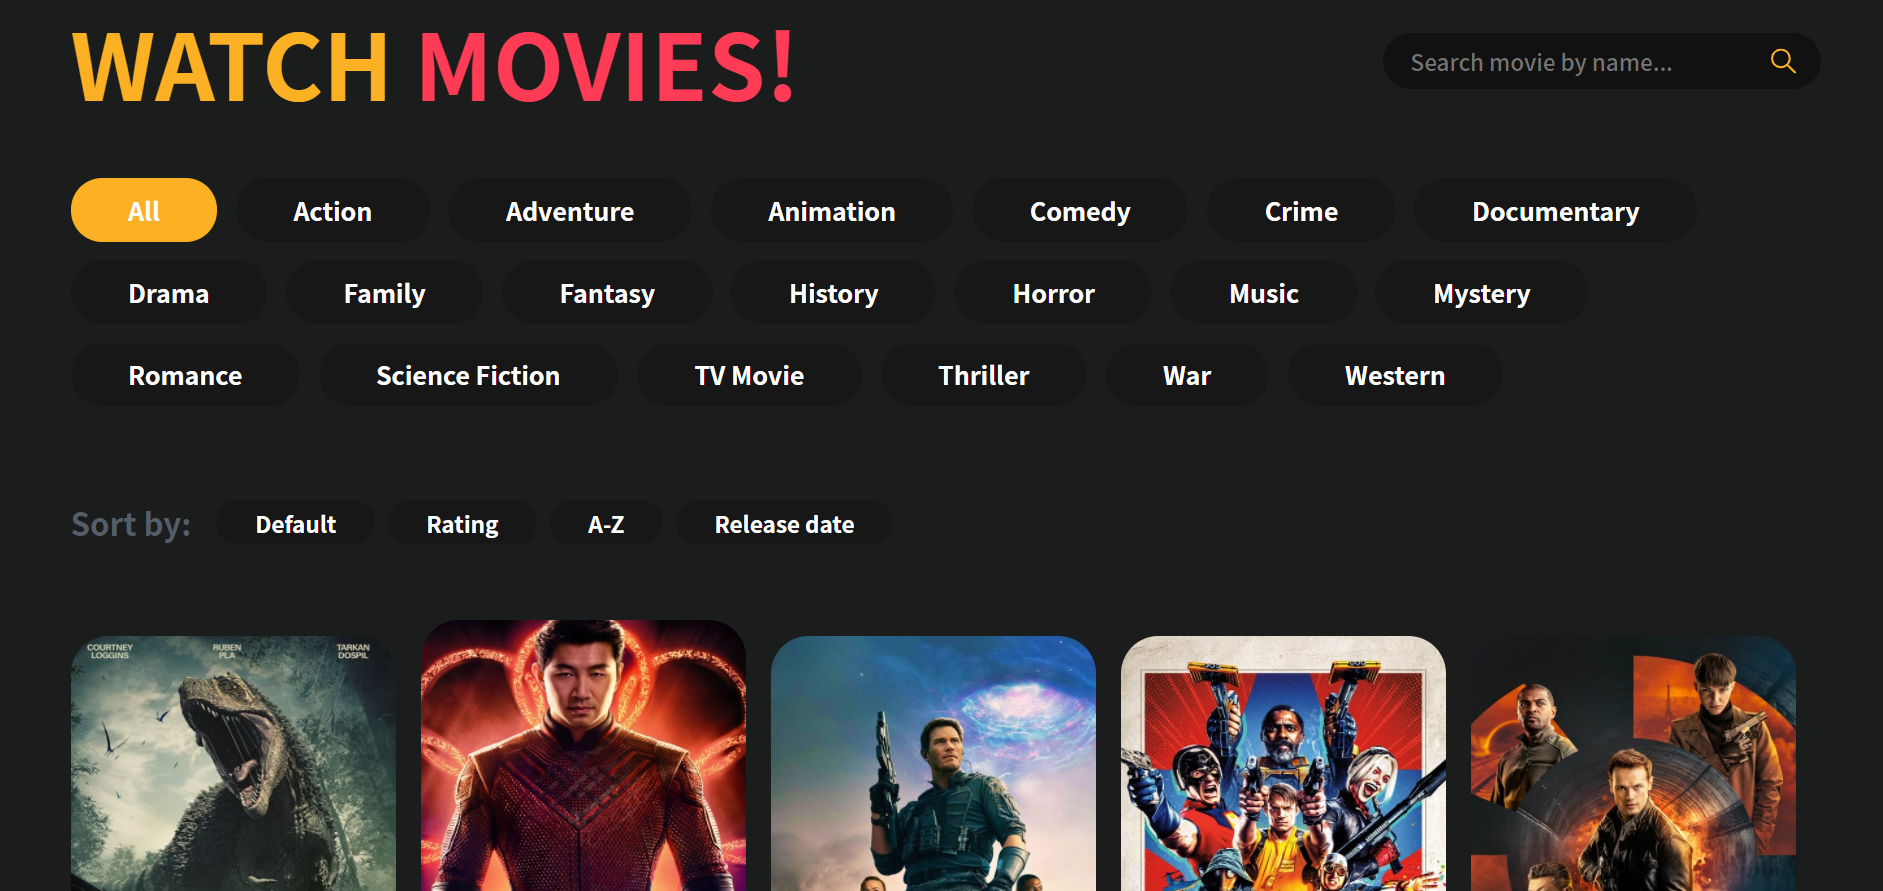 WATCH MOVIES!
Search movie by name...
All Action Adventure Animation Comedy Crime Documentary
Drama Family Fantasy History Horror Music Mystery
Romance Science Fiction TV Movie Thriller War Western
Sort by: Default Rating A-Z Release date
COURTNEY LOGGINS
RUBEN PLA
TARKAN DOSPIL